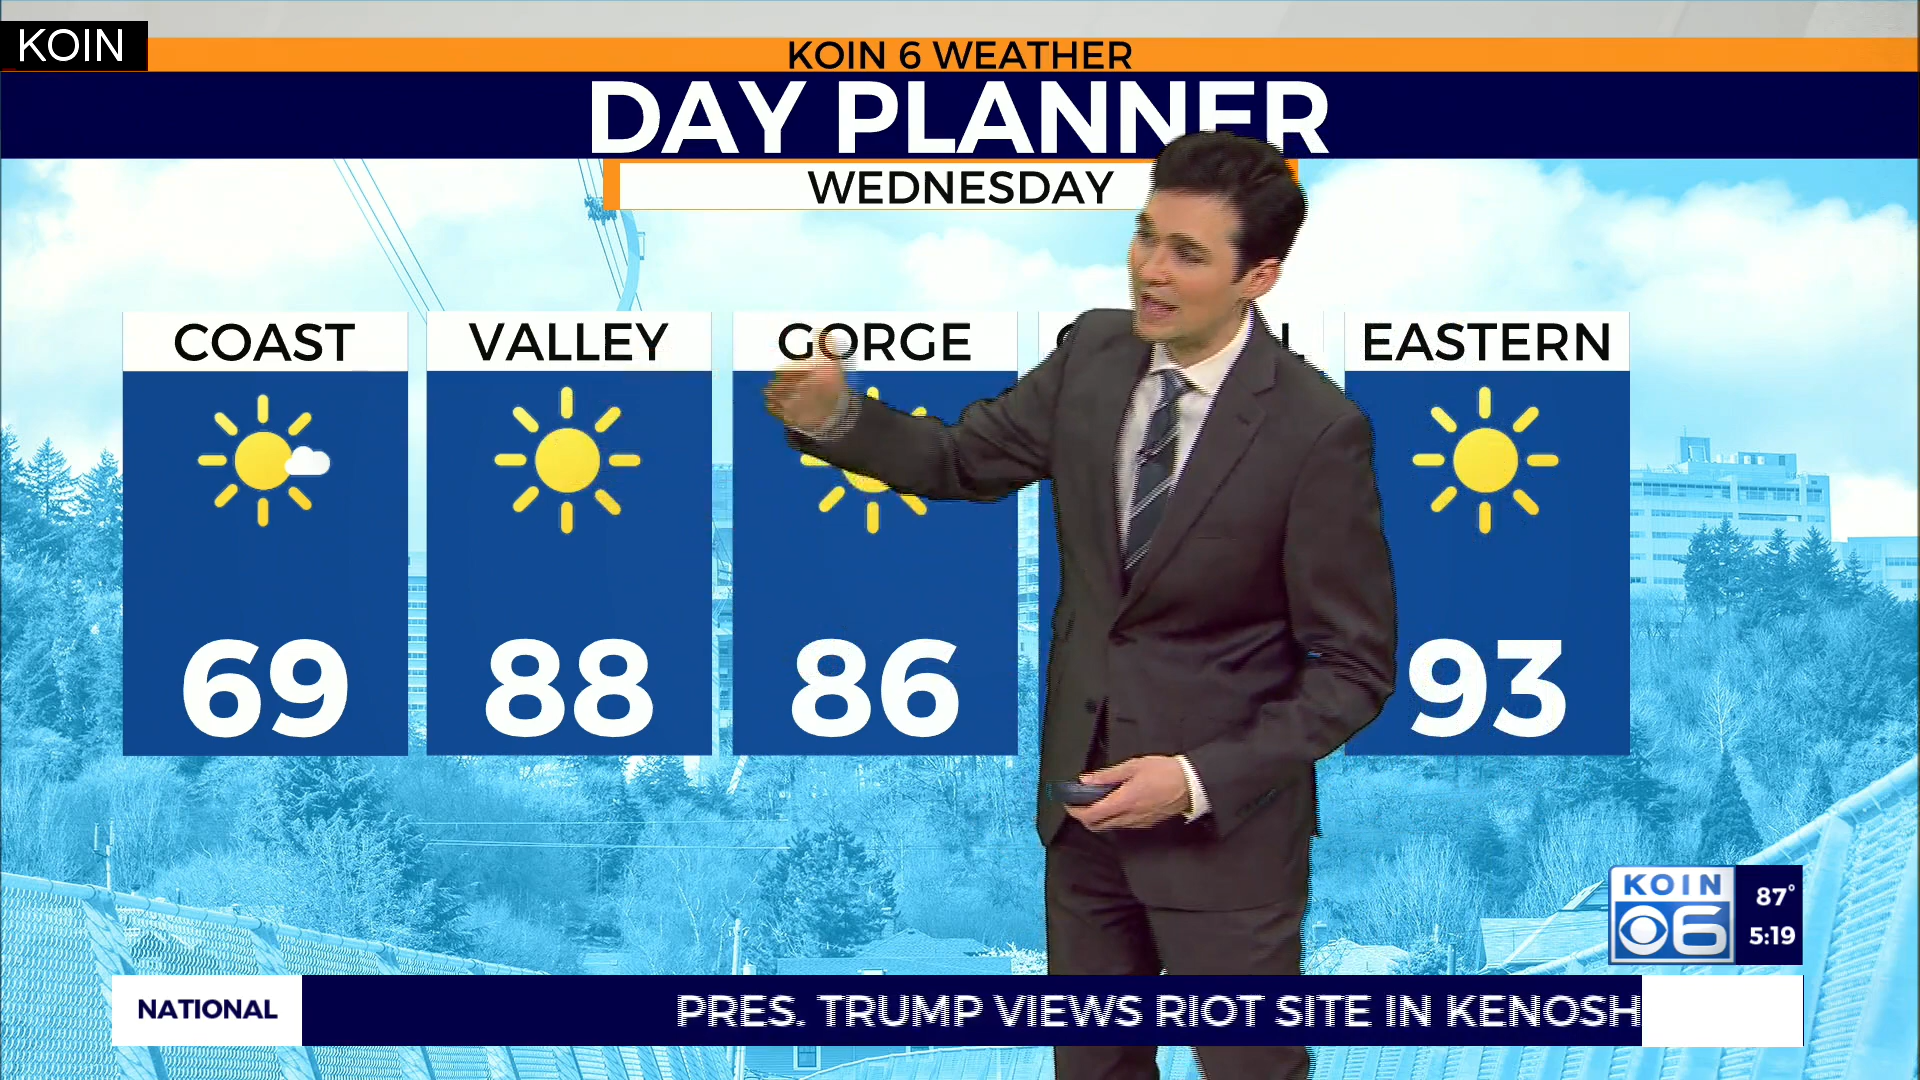 KOIN
KOIN 6 WEATHER
DAY PLANNER
WEDNESDAY
COAST
VALLEY
GORGE
EASTERN
69
88
86
93
KOIN
6
87°
5:19
NATIONAL
PRES. TRUMP VIEWS RIOT SITE IN KENOSH